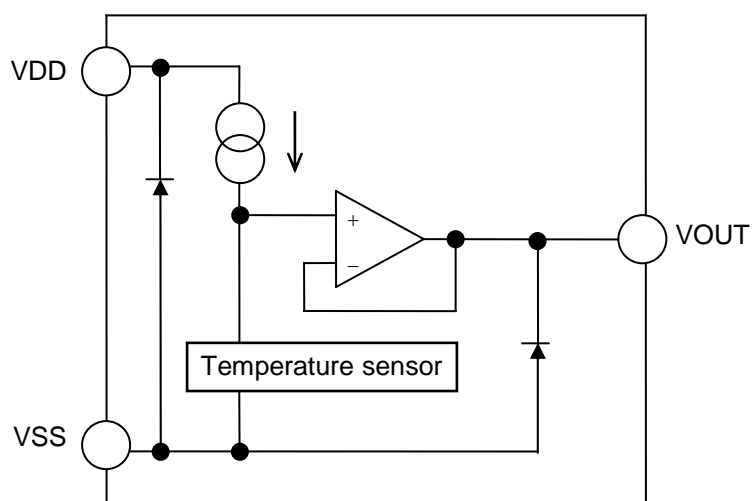 VDD
+
−
VOUT
Temperature sensor
VSS